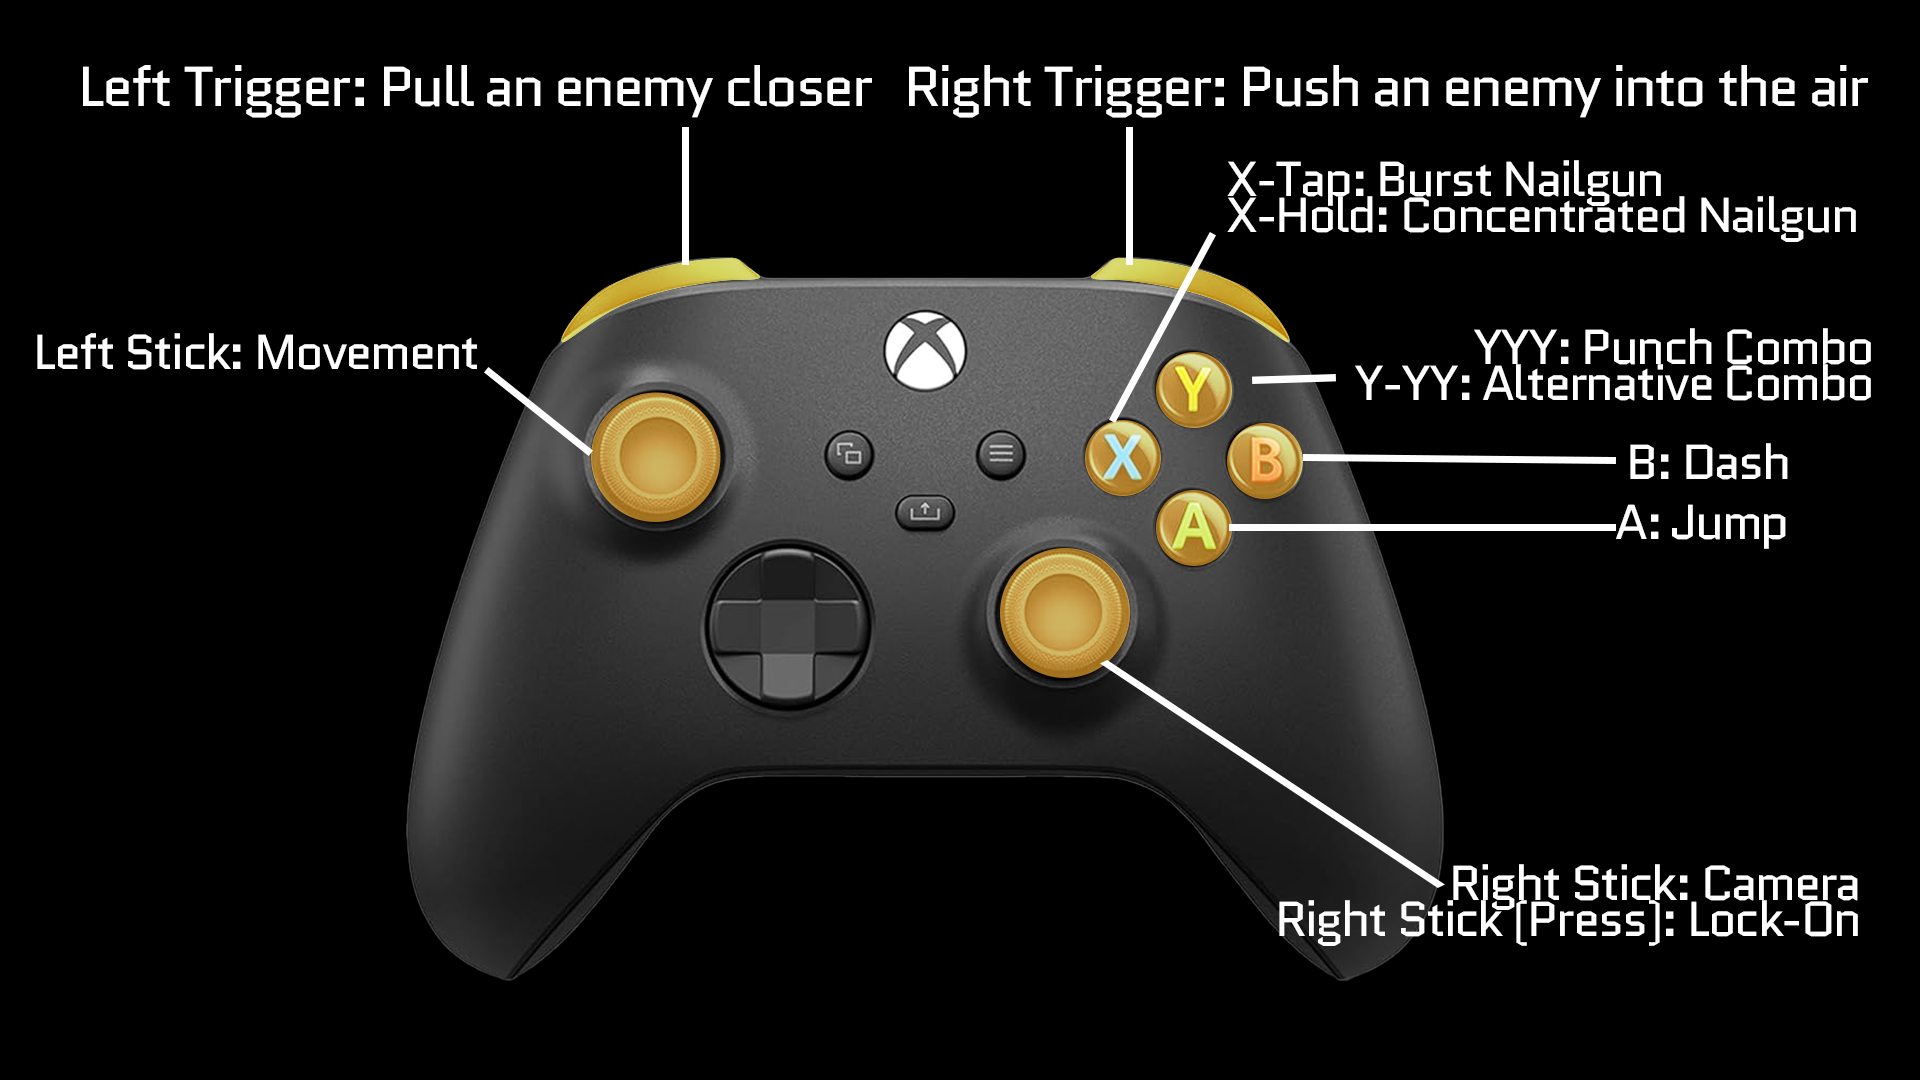 Left Trigger: Pull an enemy closer
Right Trigger: Push an enemy into the air
X-Tap: Burst Nailgun
X-Hold: Concentrated Nailgun
Left Stick: Movement
YYY: Punch Combo
Y-YY: Alternative Combo
Y
X
B
A
B: Dash
A: Jump
Right Stick: Camera
Right Stick (Press): Lock-On